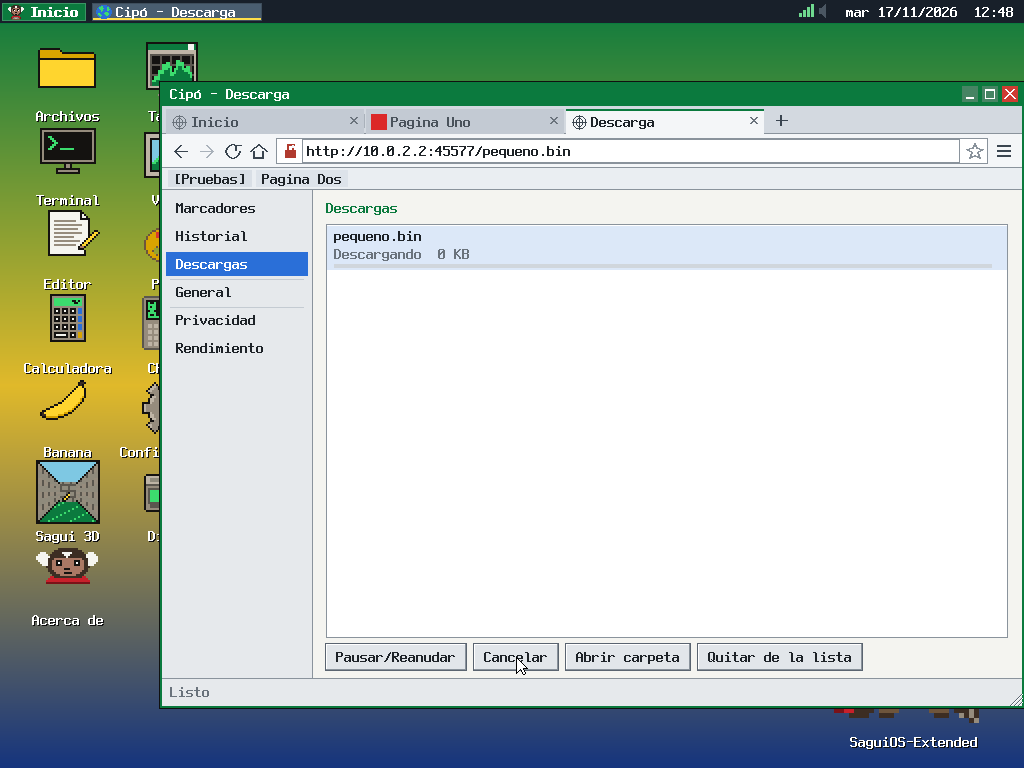 Inicio
Cipó - Descarga
mar 17/11/2026 12:48
Archivos
Terminal
Editor
Calculadora
Banana
Confi
Sagui 3D
Acerca de
Cipó - Descarga
Inicio
Pagina Uno
Descarga
http://10.0.2.2:45577/pequeno.bin
[Pruebas]
Pagina Dos
Marcadores
Historial
Descargas
General
Privacidad
Rendimiento
Descargas
pequeno.bin
Descargando 0 KB
Pausar/Reanudar
Cancelar
Abrir carpeta
Quitar de la lista
Listo
SaguiOS-Extended